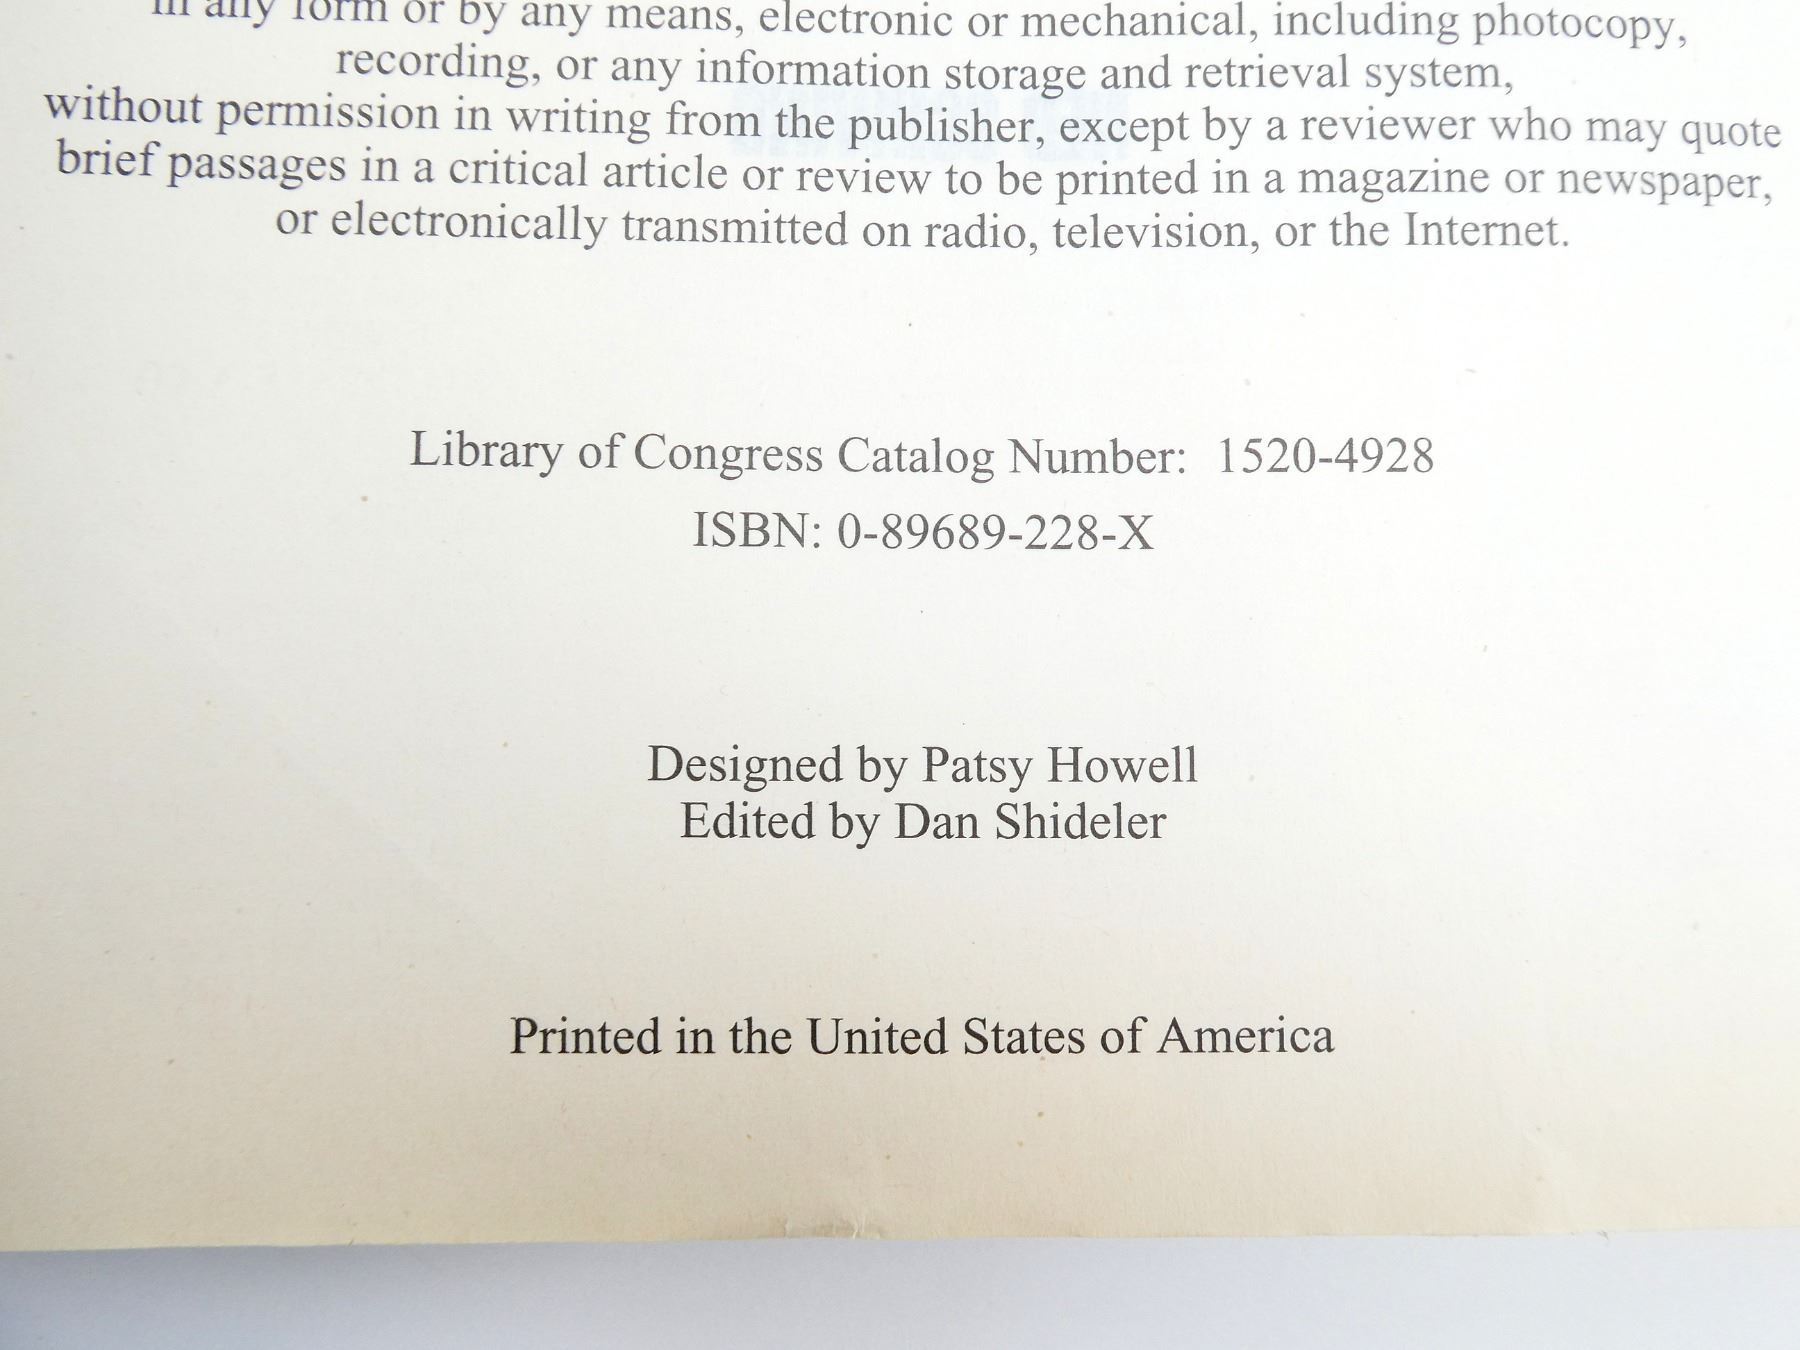 in any form or by any means, electronic or mechanical, including photocopy,
recording, or any information storage and retrieval system,
without permission in writing from the publisher, except by a reviewer who may quote
brief passages in a critical article or review to be printed in a magazine or newspaper,
or electronically transmitted on radio, television, or the Internet.
Library of Congress Catalog Number: 1520-4928
ISBN: 0-89689-228-X
Designed by Patsy Howell
Edited by Dan Shideler
Printed in the United States of America